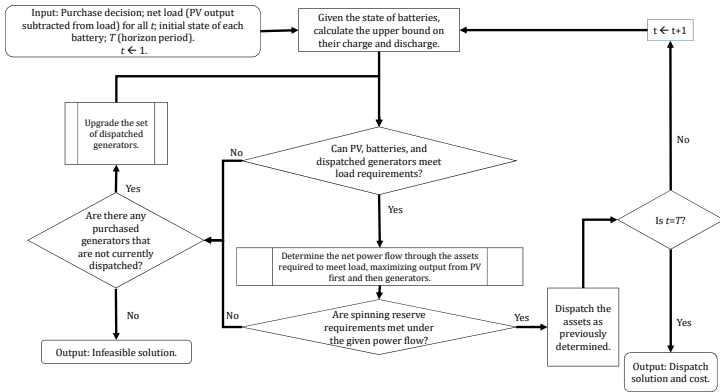 Input: Purchase decision; net load (PV output
subtracted from load) for all t; initial state of each
battery; T (horizon period).
t ← 1.
Given the state of batteries,
calculate the upper bound on
their charge and discharge.
t ← t+1
Upgrade the set
of dispatched
generators.
No
Can PV, batteries, and
dispatched generators meet
load requirements?
No
Yes
Yes
Are there any
purchased
generators that
are not currently
dispatched?
Is t=T?
Determine the net power flow through the assets
required to meet load, maximizing output from PV
first and then generators.
No
No
Are spinning reserve
requirements met under
the given power flow?
Yes
Dispatch the
assets as
previously
determined.
Yes
Output: Infeasible solution.
Output: Dispatch
solution and cost.